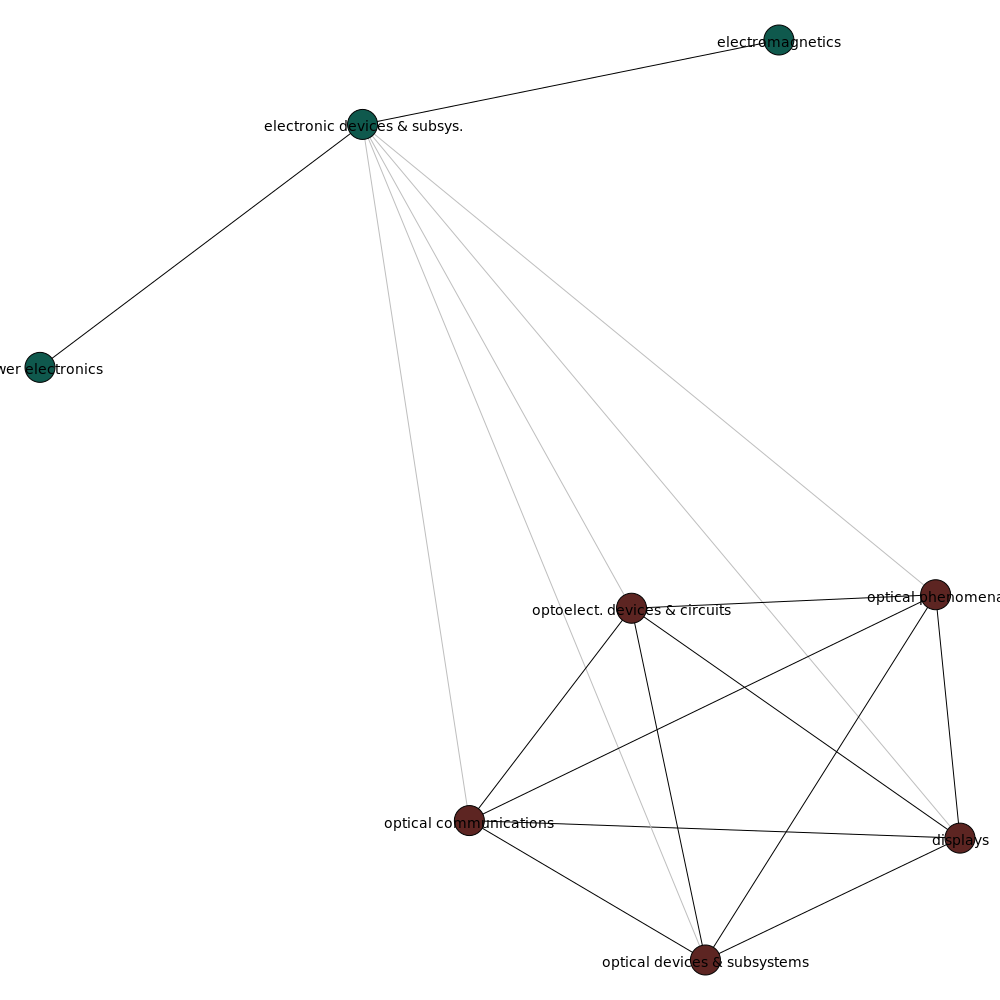 electromagnetics
electronic devices & subsys.
wer electronics
optical phenomena
optoelect. devices & circuits
optical communications
displays
optical devices & subsystems